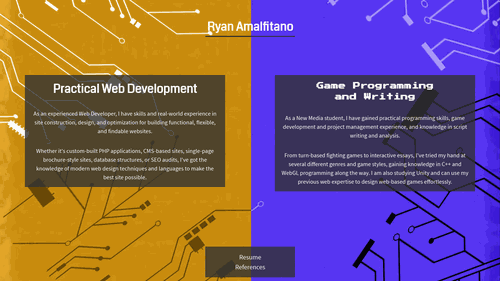 Ryan Amalfitano
Practical Web Development
As an experienced Web Developer, I have skills and real-world experience in
site construction, design, and optimization for building functional, flexible,
and findable websites.
Whether it's custom-built PHP applications, CMS-based sites, single-page
brochure style sites, database structures, or SEO audits, I've got the
knowledge of modern web design techniques and languages to make the
best site possible.
Game Programming
and Writing
As a New Media student, I have gained practical programming skills, game
development and project management experience, and knowledge in script
writing and analysis.
From turn-based fighting games to interactive essays, I've tried my hand at
several different genres and game styles, gaining knowledge in C++ and
WebGL programming along the way. I am also studying Unity and can use my
previous web expertise to design web-based games effortlessly.
Resume
References